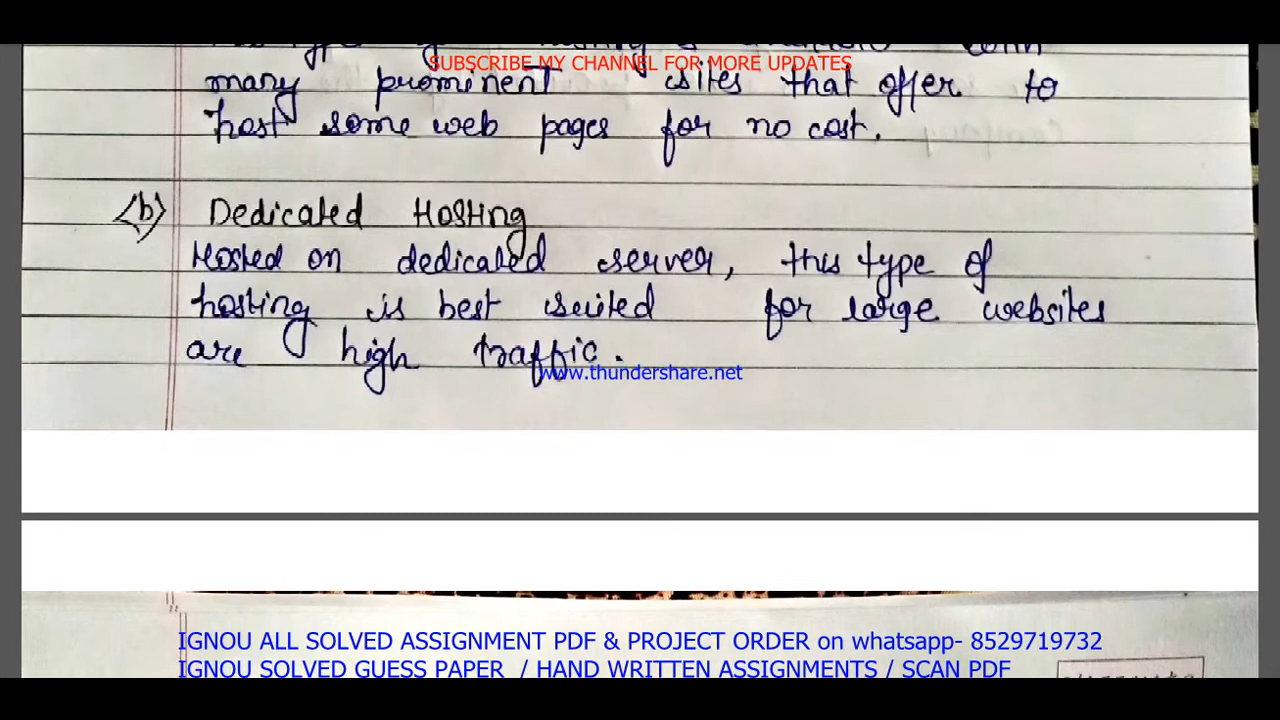 SUBSCRIBE MY CHANNEL FOR MORE UPDATES
many prominent sites that offer to
host some web pages for no cost.
(b) Dedicated Hosting
Hosted on dedicated server, this type of
hosting is best suited for large websites
are high traffic.
www.thundershare.net
IGNOU ALL SOLVED ASSIGNMENT PDF & PROJECT ORDER on whatsapp- 8529719732
IGNOU SOLVED GUESS PAPER / HAND WRITTEN ASSIGNMENTS / SCAN PDF